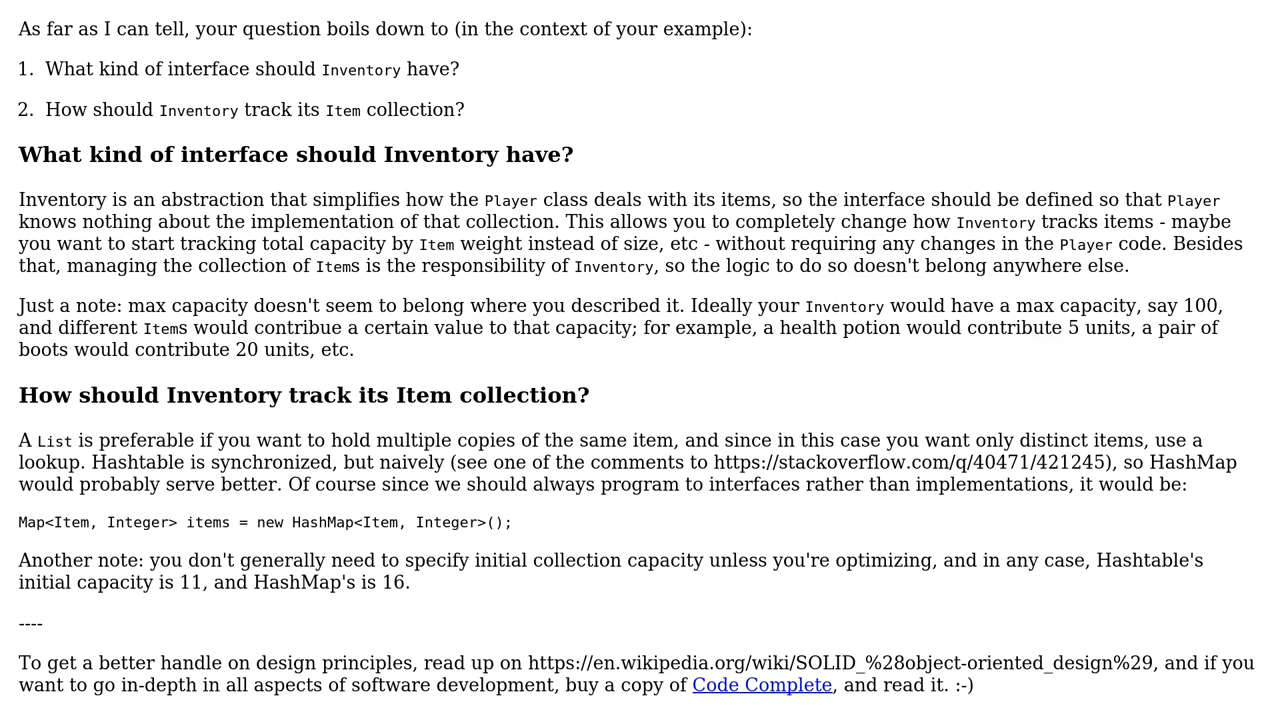 As far as I can tell, your question boils down to (in the context of your example):
1. What kind of interface should Inventory have?
2. How should Inventory track its Item collection?
What kind of interface should Inventory have?
Inventory is an abstraction that simplifies how the Player class deals with its items, so the interface should be defined so that Player
knows nothing about the implementation of that collection. This allows you to completely change how Inventory tracks items - maybe
you want to start tracking total capacity by Item weight instead of size, etc - without requiring any changes in the Player code. Besides
that, managing the collection of Items is the responsibility of Inventory, so the logic to do so doesn't belong anywhere else.
Just a note: max capacity doesn't seem to belong where you described it. Ideally your Inventory would have a max capacity, say 100,
and different Items would contribue a certain value to that capacity; for example, a health potion would contribute 5 units, a pair of
boots would contribute 20 units, etc.
How should Inventory track its Item collection?
A List is preferable if you want to hold multiple copies of the same item, and since in this case you want only distinct items, use a
lookup. Hashtable is synchronized, but naively (see one of the comments to https://stackoverflow.com/q/40471/421245), so HashMap
would probably serve better. Of course since we should always program to interfaces rather than implementations, it would be:
Map<Item, Integer> items = new HashMap<Item, Integer>();
Another note: you don't generally need to specify initial collection capacity unless you're optimizing, and in any case, Hashtable's
initial capacity is 11, and HashMap's is 16.
----
To get a better handle on design principles, read up on https://en.wikipedia.org/wiki/SOLID_%28object-oriented_design%29, and if you
want to go in-depth in all aspects of software development, buy a copy of Code Complete, and read it. :-)